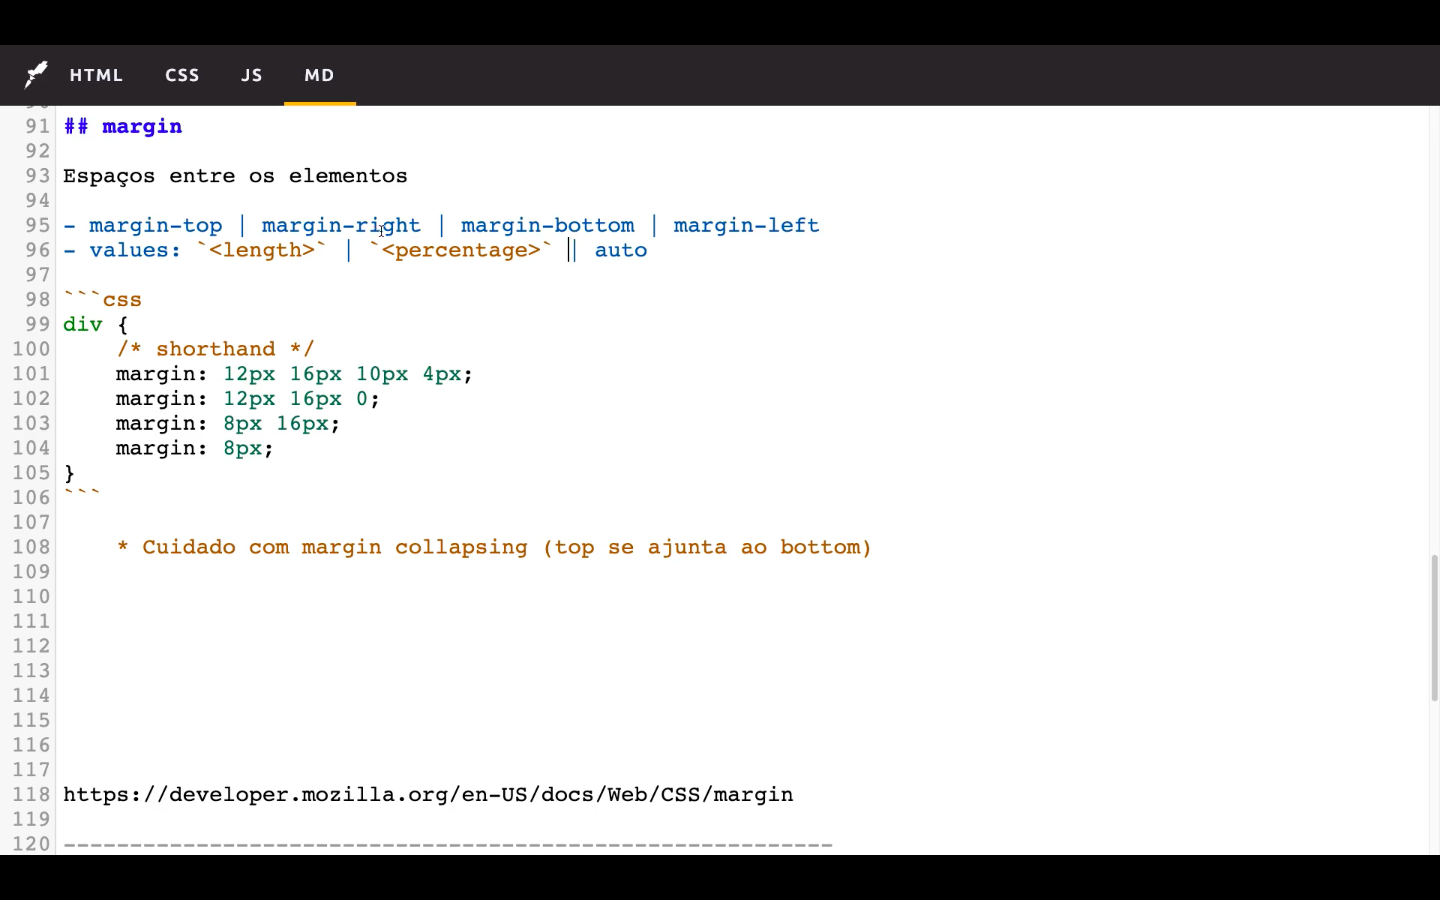 HTML CSS JS MD
91 ## margin
92
93 Espaços entre os elementos
94
95 - margin-top | margin-right | margin-bottom | margin-left
96 - values: `<length>` | `<percentage>` | auto
97
98 ```css
99 div {
100 /* shorthand */
101 margin: 12px 16px 10px 4px;
102 margin: 12px 16px 0;
103 margin: 8px 16px;
104 margin: 8px;
105 }
106 ```
107
108 * Cuidado com margin collapsing (top se ajunta ao bottom)
109
110
111
112
113
114
115
116
117
118 https://developer.mozilla.org/en-US/docs/Web/CSS/margin
119
120 ----------------------------------------------------------